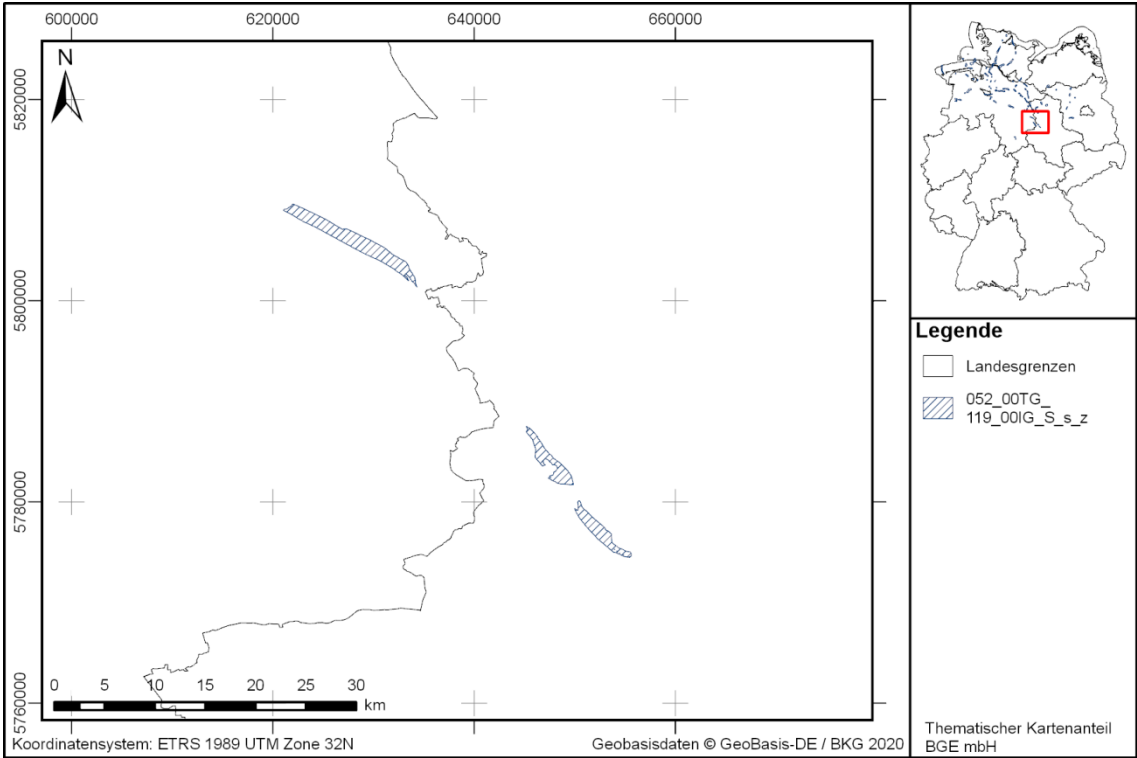 600000
620000
640000
660000
N
5820000
5800000
5780000
5760000
0 5 10 15 20 25 30
km
Koordinatensystem: ETRS 1989 UTM Zone 32N
Geobasisdaten © GeoBasis-DE / BKG 2020
Legende
Landesgrenzen
052_00TG_
119_00IG_S_s_z
Thematischer Kartenanteil
BGE mbH